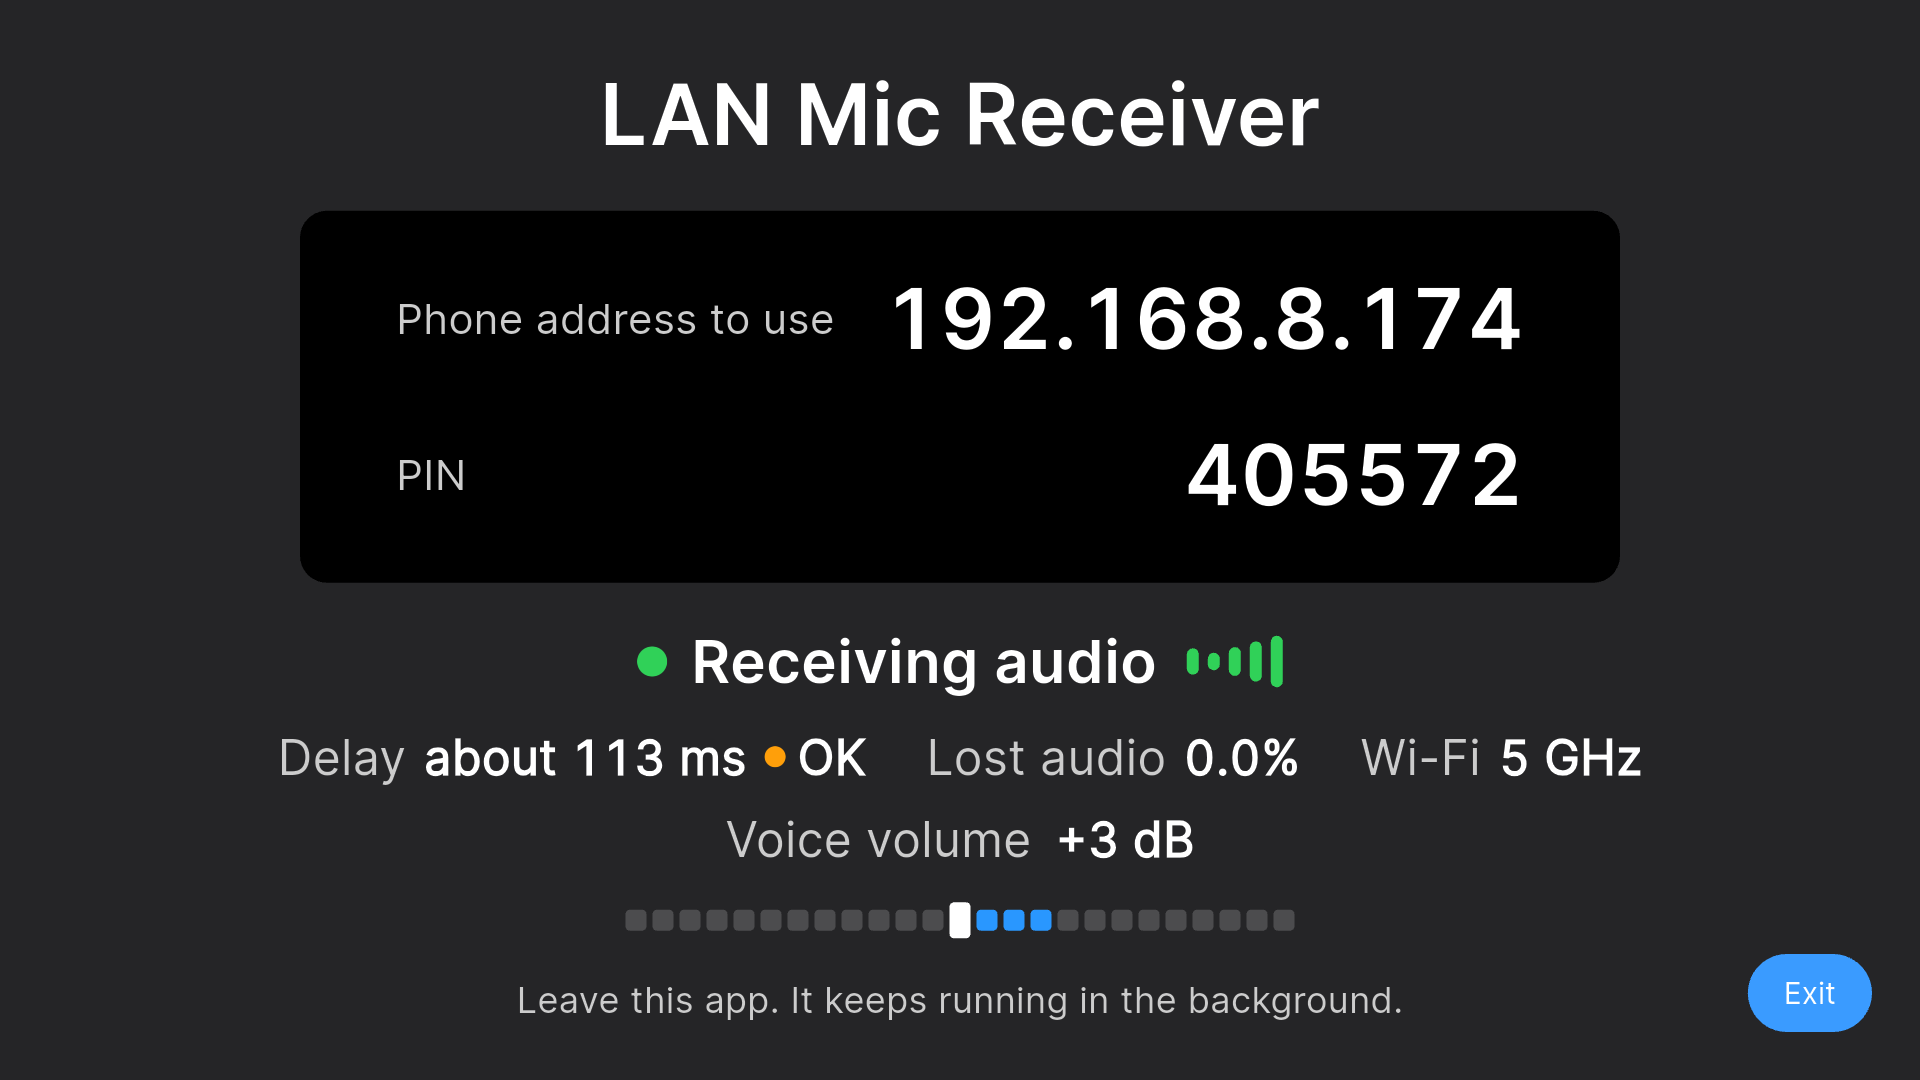 LAN Mic Receiver
Phone address to use 192.168.8.174
PIN 405572
Receiving audio
Delay about 113 ms OK Lost audio 0.0% Wi-Fi 5 GHz
Voice volume +3 dB
Leave this app. It keeps running in the background.
Exit